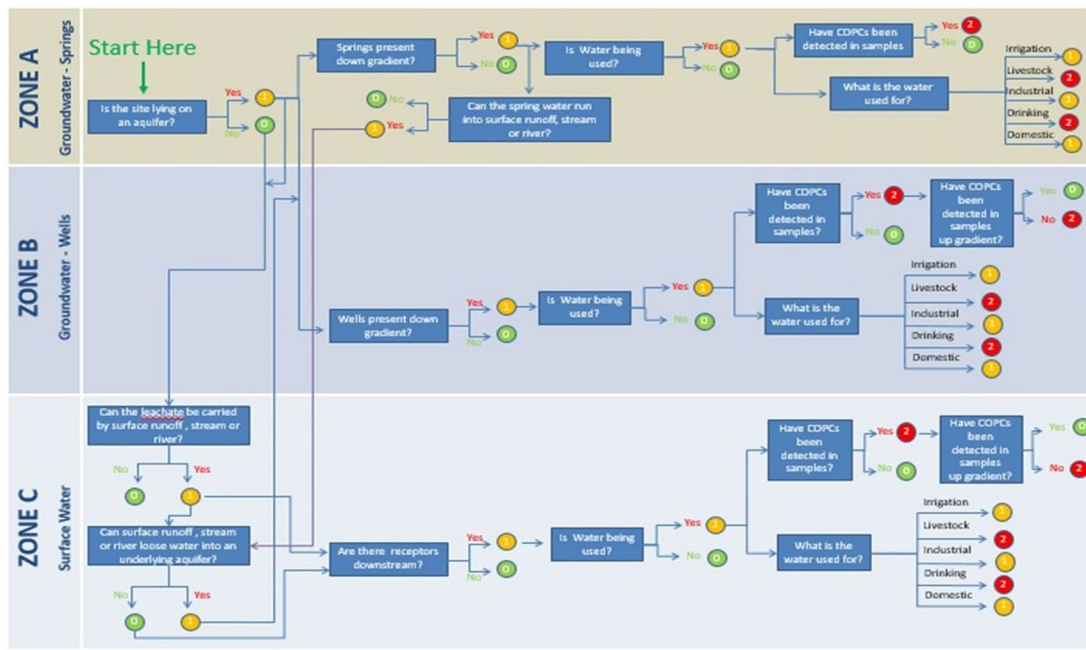 ZONE A
Groundwater - Springs
Start Here
Is the site lying on
an aquifer?
Yes
1
No
0
Springs present
down gradient?
Yes
1
No
0
Is Water being
used?
Yes
1
No
0
Have COPCs been
detected in samples
Yes
2
No
0
What is the water
used for?
Irrigation
1
Livestock
2
Industrial
1
Drinking
2
Domestic
1
Can the spring water run
into surface runoff, stream
or river?
0
No
1
Yes
ZONE B
Groundwater - Wells
Wells present down
gradient?
Yes
1
No
0
Is Water being
used?
Yes
1
No
0
Have COPCs
been
detected in
samples?
Yes
2
No
0
Have COPCs
been
detected in
samples
up gradient?
Yes
0
No
2
What is the
water used for?
Irrigation
1
Livestock
2
Industrial
1
Drinking
2
Domestic
1
ZONE C
Surface Water
Can the leachate be carried
by surface runoff , stream or
river?
No
0
Yes
1
Can surface runoff , stream
or river loose water into an
underlying aquifer?
No
0
Yes
1
Are there receptors
downstream?
Yes
1
No
0
Is Water being
used?
Yes
1
No
0
Have COPCs
been
detected in
samples?
Yes
2
No
0
Have COPCs
been
detected in
samples
up gradient?
Yes
0
No
2
What is the
water used for?
Irrigation
1
Livestock
2
Industrial
1
Drinking
2
Domestic
1